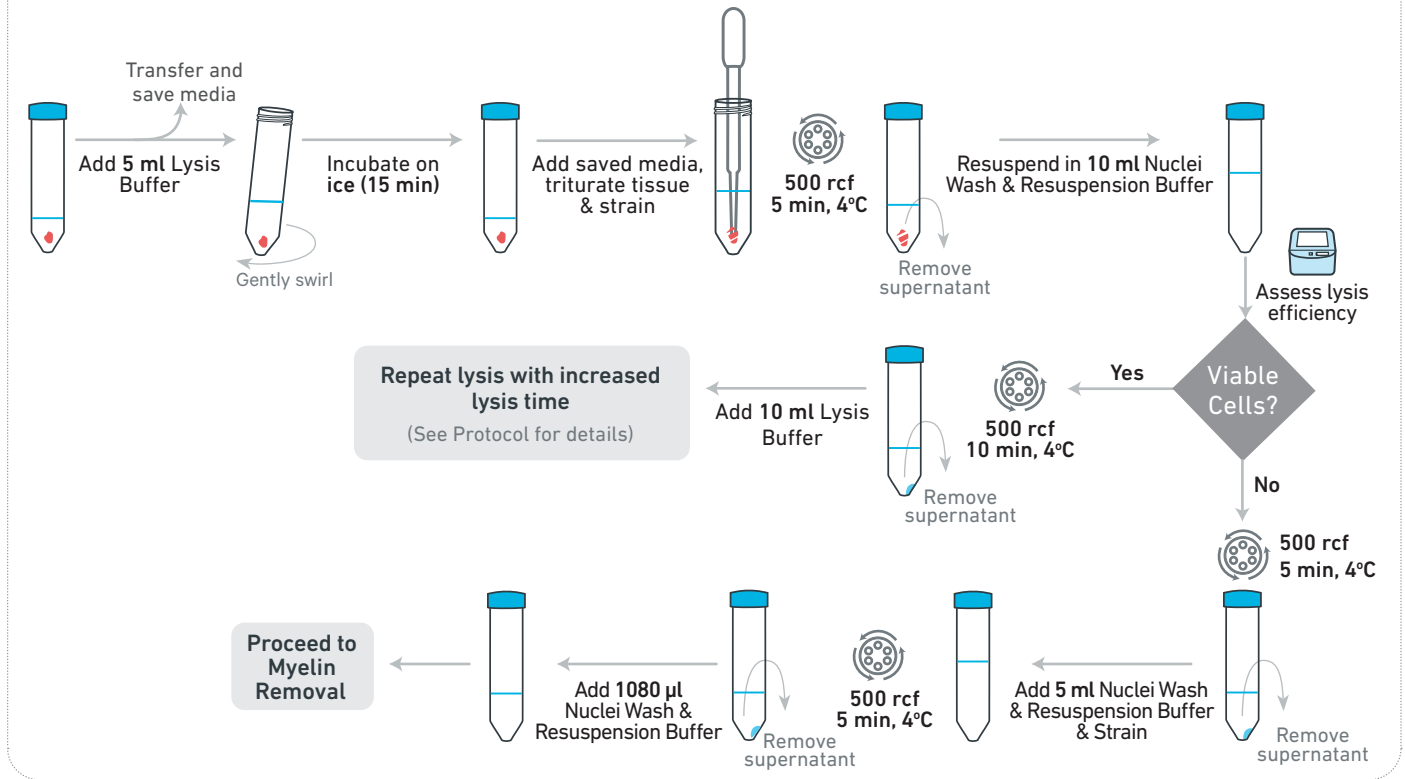 Transfer and
save media
Add 5 ml Lysis
Buffer
Gently swirl
Incubate on
ice (15 min)
Add saved media,
triturate tissue
& strain
500 rcf
5 min, 4ºC
Remove
supernatant
Resuspend in 10 ml Nuclei
Wash & Resuspension Buffer
Assess lysis
efficiency
Viable
Cells?
Yes
500 rcf
10 min, 4ºC
Remove
supernatant
Add 10 ml Lysis
Buffer
Repeat lysis with increased
lysis time
(See Protocol for details)
No
500 rcf
5 min, 4ºC
Remove
supernatant
Add 5 ml Nuclei Wash
& Resuspension Buffer
& Strain
500 rcf
5 min, 4ºC
Remove
supernatant
Add 1080 µl
Nuclei Wash &
Resuspension Buffer
Proceed to
Myelin
Removal